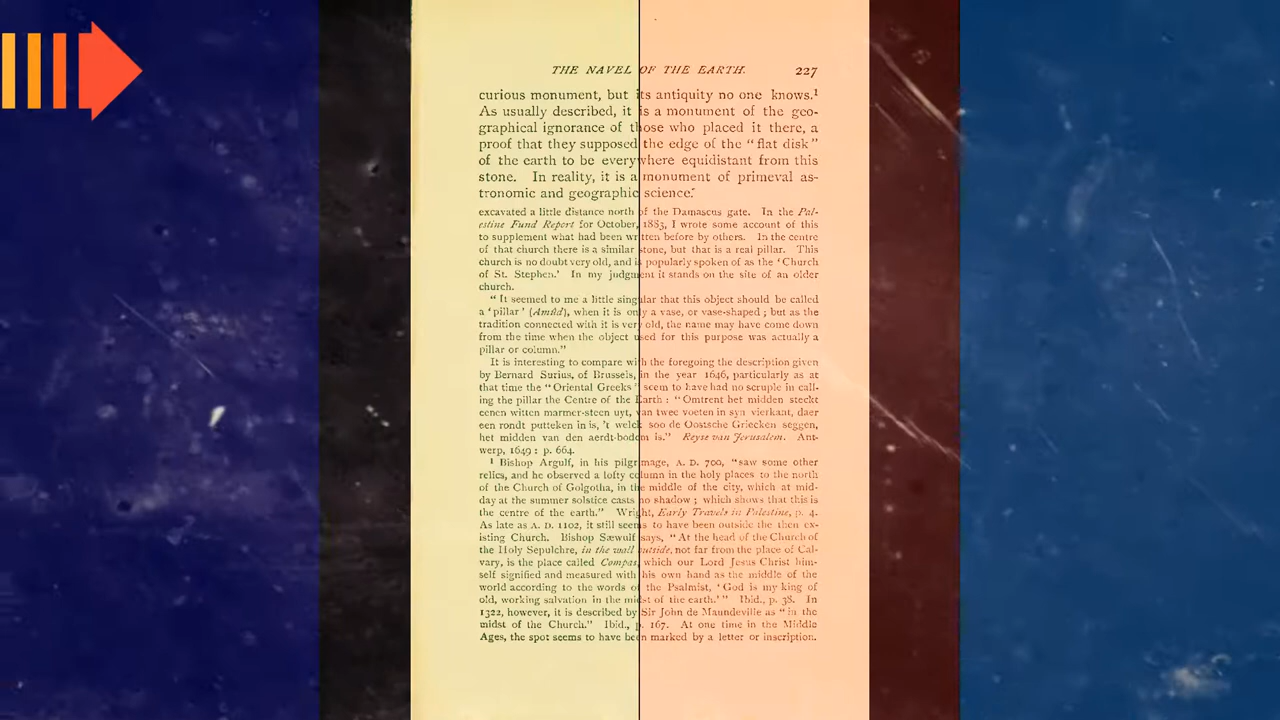 THE NAVEL OF THE EARTH. 227
curious monument, but its antiquity no one knows.¹
As usually described, it is a monument of the geo-
graphical ignorance of those who placed it there, a
proof that they supposed the edge of the “flat disk”
of the earth to be everywhere equidistant from this
stone. In reality, it is a monument of primeval as-
tronomic and geographic science.
excavated a little distance north of the Damascus gate. In the Pal-
estine Fund Report for October, 1883, I wrote some account of this
to supplement what had been written before by others. In the centre
of that church there is a similar stone, but that is a real pillar. This
church is no doubt very old, and is popularly spoken of as the ‘Church
of St. Stephen.’ In my judgment it stands on the site of an older
church.
“It seemed to me a little singular that this object should be called
a ‘pillar’ (Amûd), when it is only a vase, or vase-shaped; but as the
tradition connected with it is very old, the name may have come down
from the time when the object used for this purpose was actually a
pillar or column.”
It is interesting to compare with the foregoing the description given
by Bernard Surius, of Brussels, in the year 1646, particularly as at
that time the “Oriental Greeks” seem to have had no scruple in call-
ing the pillar the Centre of the Earth: “Omtrent het midden steckt
eenen witten marmer-steen uyt, van twee voeten in syn vierkant, daer
een rondt putteken in is, 't welck soo de Oostsche Griecken seggen,
het midden van den aerdt-bodem is.” Reyse van Jerusalem. Ant-
werp, 1649: p. 664.
¹ Bishop Argulf, in his pilgrimage, A. D. 700, “saw some other
relics, and he observed a lofty column in the holy places to the north
of the Church of Golgotha, in the middle of the city, which at mid-
day at the summer solstice casts no shadow; which shows that this is
the centre of the earth.” Wright, Early Travels in Palestine, p. 4.
As late as A. D. 1102, it still seems to have been outside the then ex-
isting Church. Bishop Sæwulf says, “At the head of the Church of
the Holy Sepulchre, in the wall outside, not far from the place of Cal-
vary, is the place called Compas, which our Lord Jesus Christ him-
self signified and measured with his own hand as the middle of the
world according to the words of the Psalmist, ‘God is my king of
old, working salvation in the midst of the earth.’” Ibid., p. 38. In
1322, however, it is described by Sir John de Maundeville as “in the
midst of the Church.” Ibid., p. 167. At one time in the Middle
Ages, the spot seems to have been marked by a letter or inscription.